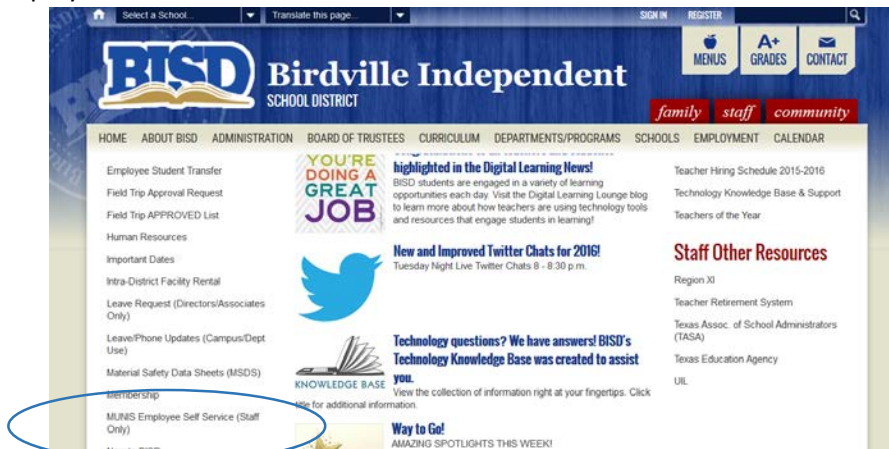 Select a School...
Translate this page...
SIGN IN
REGISTER
MENUS
A+
GRADES
CONTACT
BISD
Birdville Independent
SCHOOL DISTRICT
family
staff
community
HOME ABOUT BISD ADMINISTRATION BOARD OF TRUSTEES CURRICULUM DEPARTMENTS/PROGRAMS SCHOOLS EMPLOYMENT CALENDAR
Employee Student Transfer
Field Trip Approval Request
Field Trip APPROVED List
Human Resources
Important Dates
Intra-District Facility Rental
Leave Request (Directors/Associates
Only)
Leave/Phone Updates (Campus/Dept
Use)
Material Safety Data Sheets (MSDS)
Membership
MUNIS Employee Self Service (Staff
Only)
YOU'RE
DOING A
GREAT
JOB
highlighted in the Digital Learning News!
BISD students are engaged in a variety of learning
opportunities each day. Visit the Digital Learning Lounge blog
to learn more about how teachers are using technology tools
and resources that engage students in learning!
New and Improved Twitter Chats for 2016!
Tuesday Night Live Twitter Chats 8 - 8:30 p.m.
KNOWLEDGE BASE
Technology questions? We have answers! BISD's
Technology Knowledge Base was created to assist
you.
View the collection of information right at your fingertips. Click
title for additional information.
Way to Go!
AMAZING SPOTLIGHTS THIS WEEK!
Teacher Hiring Schedule 2015-2016
Technology Knowledge Base & Support
Teachers of the Year
Staff Other Resources
Region XI
Teacher Retirement System
Texas Assoc. of School Administrators
(TASA)
Texas Education Agency
UIL